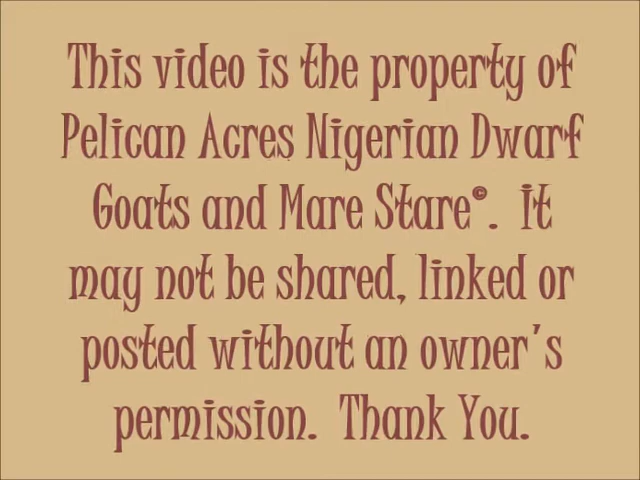 This video is the property of
Pelican Acres Nigerian Dwarf
Goats and Mare Stare©. It
may not be shared, linked or
posted without an owner's
permission. Thank You.